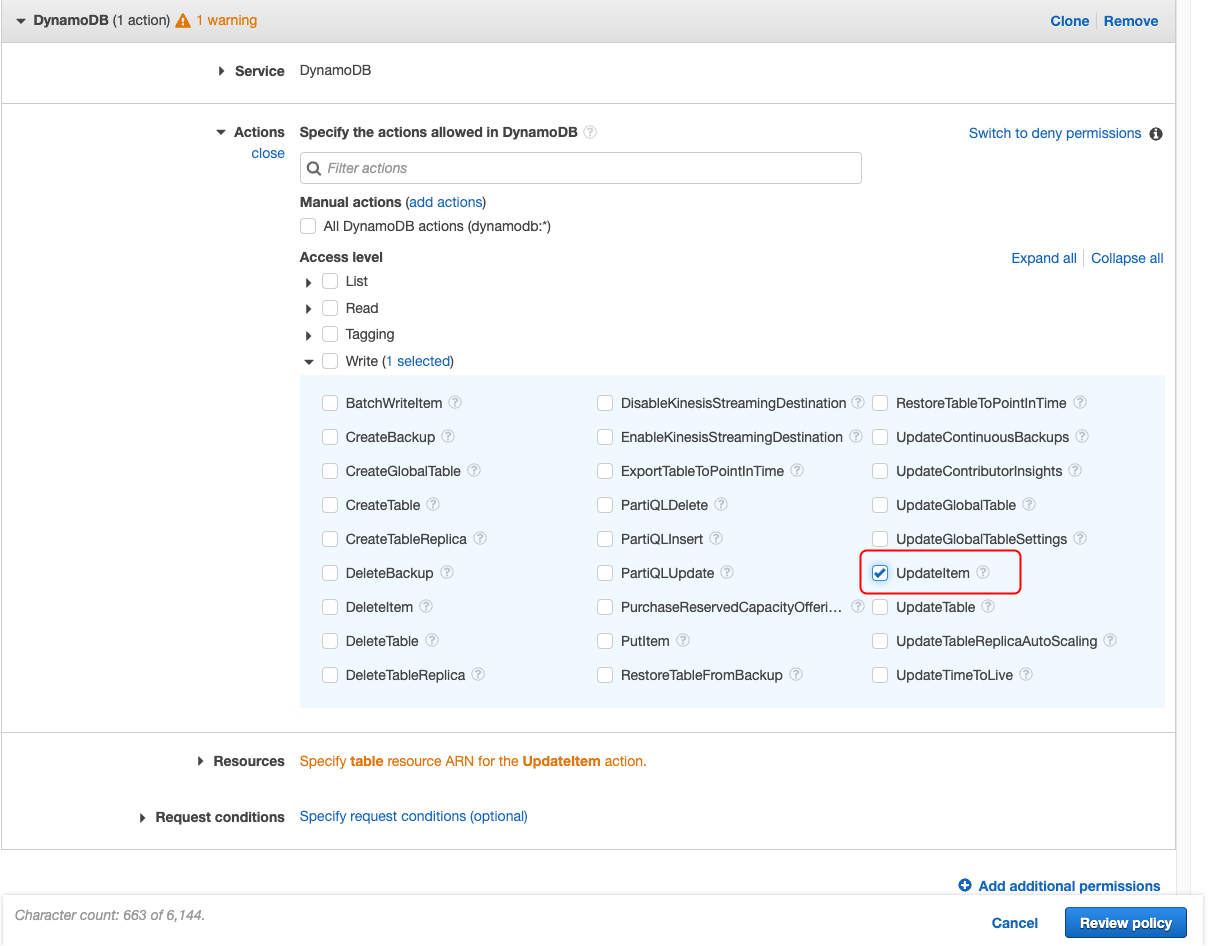 DynamoDB (1 action) 1 warning Clone Remove
Service DynamoDB
Actions Specify the actions allowed in DynamoDB ? Switch to deny permissions i
close
Filter actions
Manual actions (add actions)
All DynamoDB actions (dynamodb:*)
Access level Expand all Collapse all
List
Read
Tagging
Write (1 selected)
BatchWriteItem ? DisableKinesisStreamingDestination ? RestoreTableToPointInTime ?
CreateBackup ? EnableKinesisStreamingDestination ? UpdateContinuousBackups ?
CreateGlobalTable ? ExportTableToPointInTime ? UpdateContributorInsights ?
CreateTable ? PartiQLDelete ? UpdateGlobalTable ?
CreateTableReplica ? PartiQLInsert ? UpdateGlobalTableSettings ?
DeleteBackup ? PartiQLUpdate ? UpdateItem ?
DeleteItem ? PurchaseReservedCapacityOfferi... ? UpdateTable ?
DeleteTable ? PutItem ? UpdateTableReplicaAutoScaling ?
DeleteTableReplica ? RestoreTableFromBackup ? UpdateTimeToLive ?
Resources Specify table resource ARN for the UpdateItem action.
Request conditions Specify request conditions (optional)
Add additional permissions
Character count: 663 of 6,144.
Cancel Review policy